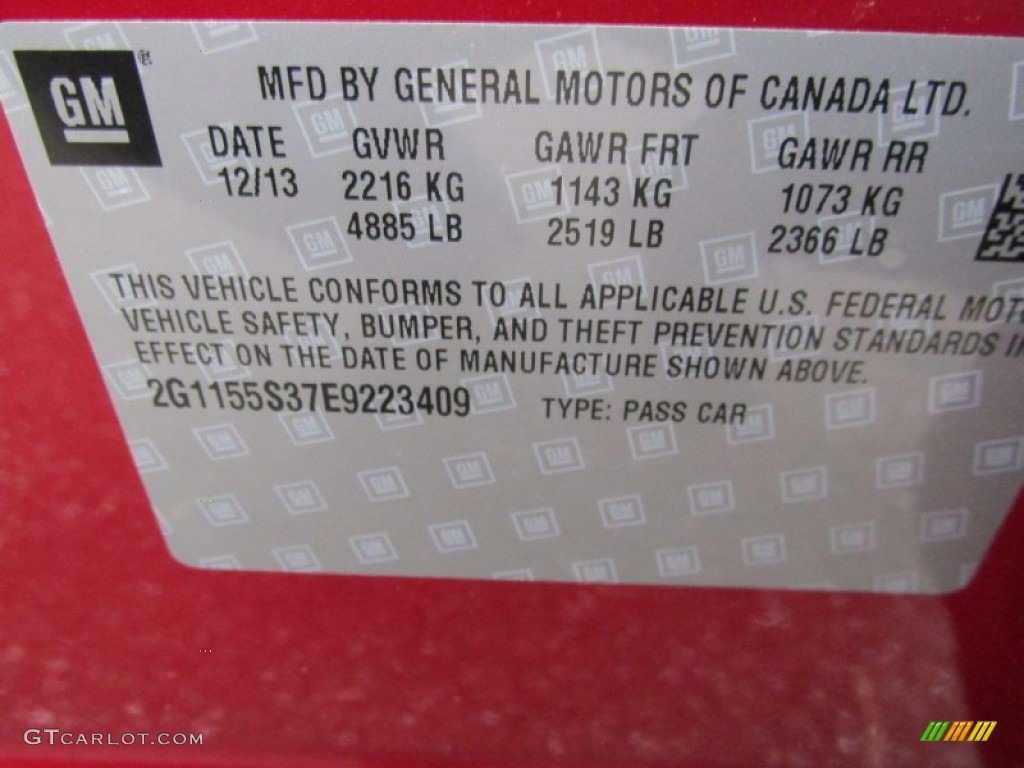 GM
MFD BY GENERAL MOTORS OF CANADA LTD.
DATE GVWR GAWR FRT GAWR RR
12/13 2216 KG 1143 KG 1073 KG
4885 LB 2519 LB 2366 LB
THIS VEHICLE CONFORMS TO ALL APPLICABLE U.S. FEDERAL MOT
VEHICLE SAFETY, BUMPER, AND THEFT PREVENTION STANDARDS I
EFFECT ON THE DATE OF MANUFACTURE SHOWN ABOVE.
2G1155S37E9223409 TYPE: PASS CAR
GTCARLOT.COM